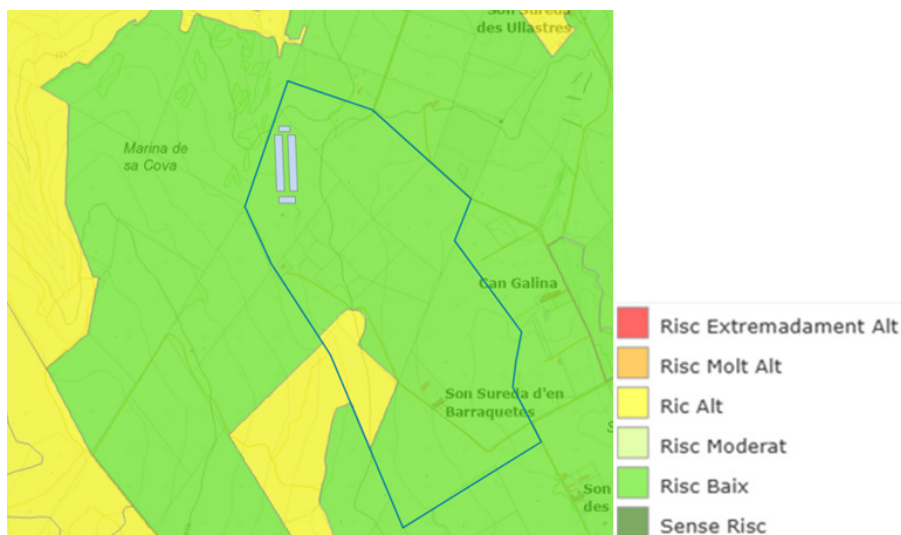 Son Sureda
des Ullastres
Marina de
sa Cova
Can Galina
Son Sureda d'en
Barraquetes
S
Son
des
Risc Extremadament Alt
Risc Molt Alt
Ric Alt
Risc Moderat
Risc Baix
Sense Risc